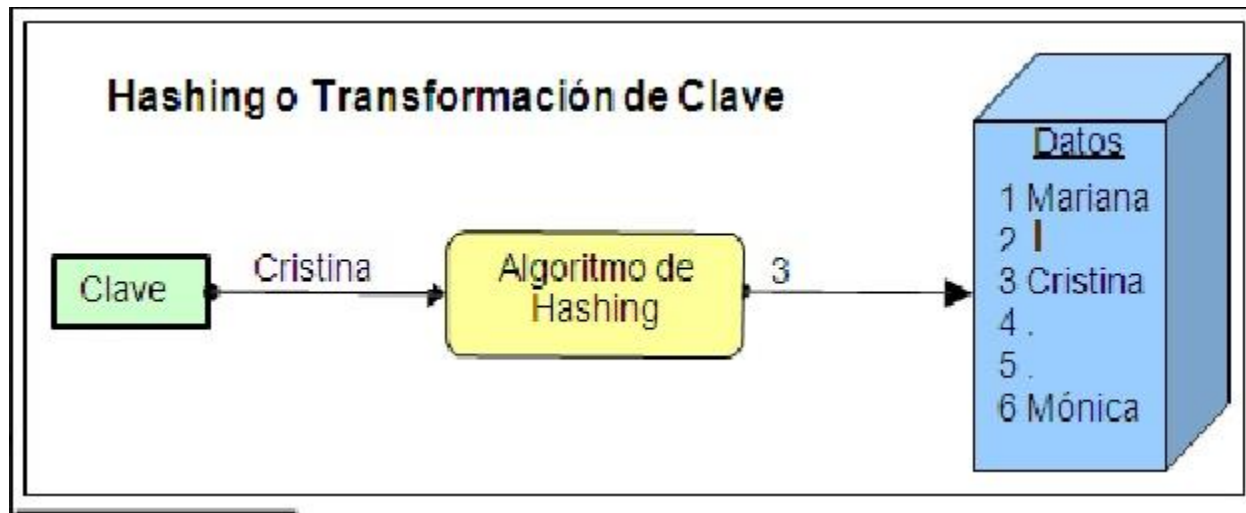 Hashing o Transformación de Clave
Clave
Cristina
Algoritmo de
Hashing
3
Datos
1 Mariana
2
3 Cristina
4 .
5 .
6 Mónica